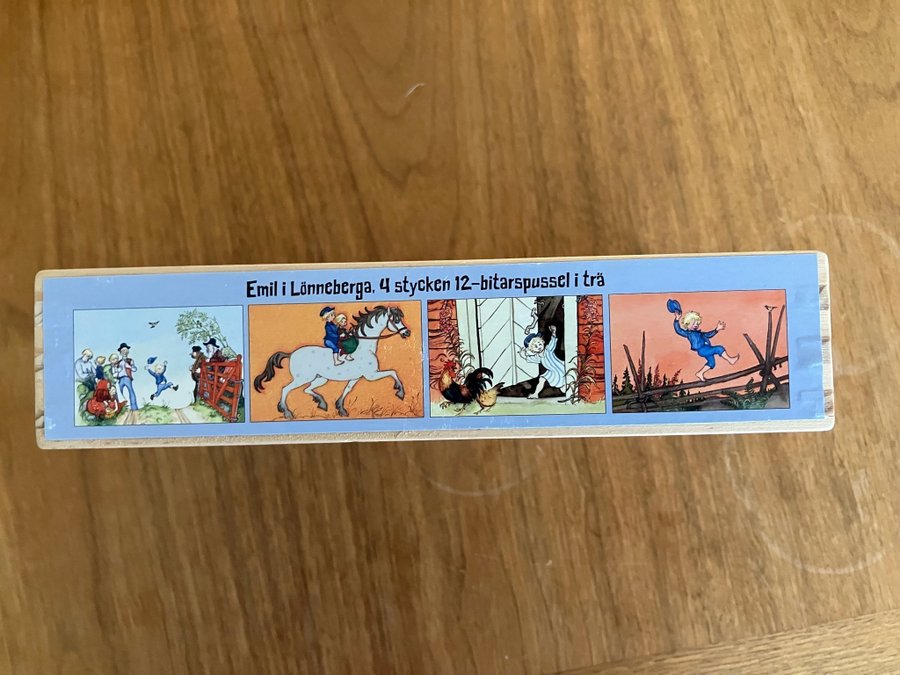 Emil i Lönneberga. 4 stycken 12-bitarspussel i trä